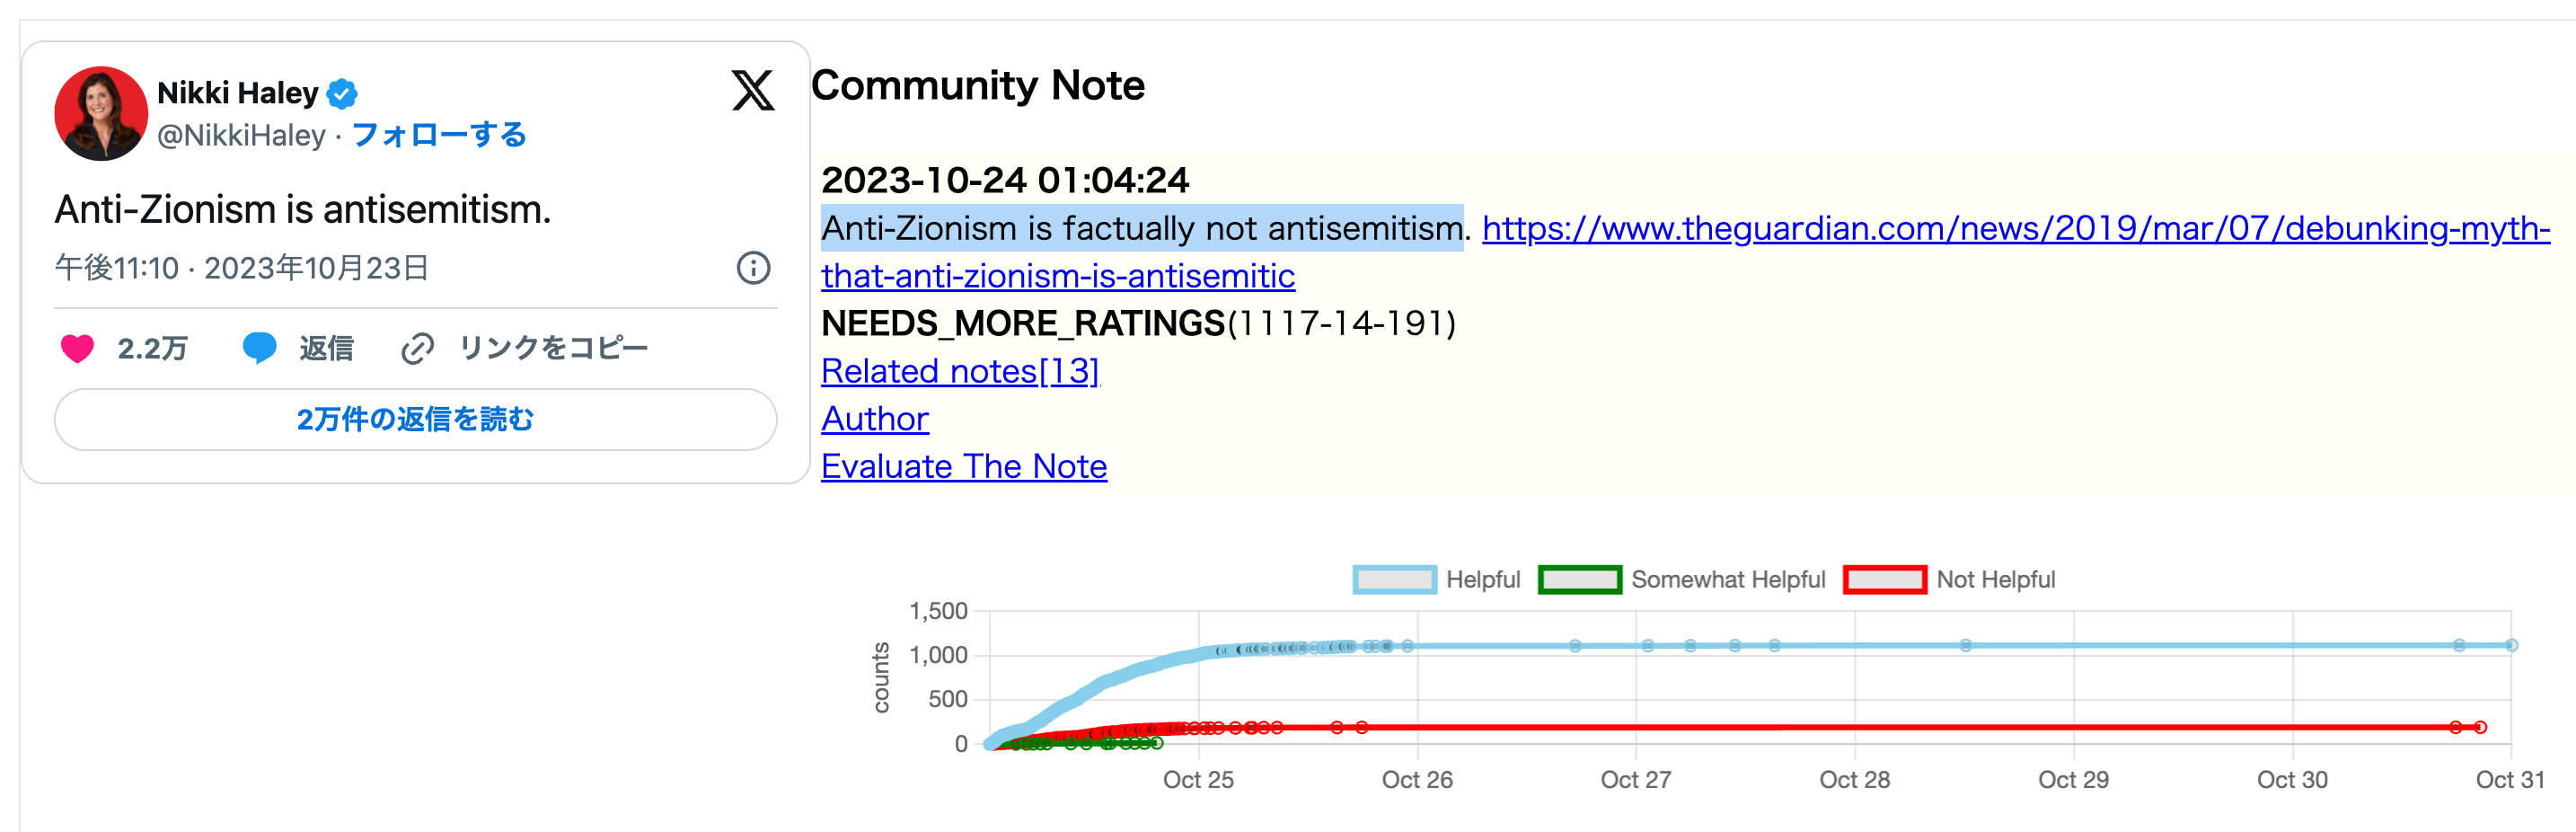 Nikki Haley
@NikkiHaley · フォローする
Anti-Zionism is antisemitism.
午後11:10 · 2023年10月23日
2.2万 返信 リンクをコピー
2万件の返信を読む
Community Note
2023-10-24 01:04:24
Anti-Zionism is factually not antisemitism. https://www.theguardian.com/news/2019/mar/07/debunking-myth-
that-anti-zionism-is-antisemitic
NEEDS_MORE_RATINGS(1117-14-191)
Related notes[13]
Author
Evaluate The Note
Helpful Somewhat Helpful Not Helpful
counts
1,500
1,000
500
0
Oct 25 Oct 26 Oct 27 Oct 28 Oct 29 Oct 30 Oct 31